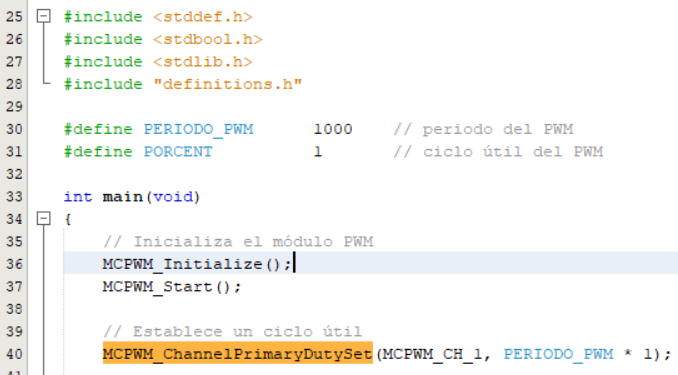 25 #include <stddef.h>
26 #include <stdbool.h>
27 #include <stdlib.h>
28 #include "definitions.h"
29
30 #define PERIODO_PWM 1000 // periodo del PWM
31 #define PORCENT 1 // ciclo útil del PWM
32
33 int main(void)
34 {
35 // Inicializa el módulo PWM
36 MCPWM_Initialize();
37 MCPWM_Start();
38
39 // Establece un ciclo útil
40 MCPWM_ChannelPrimaryDutySet(MCPWM_CH_1, PERIODO_PWM * 1);